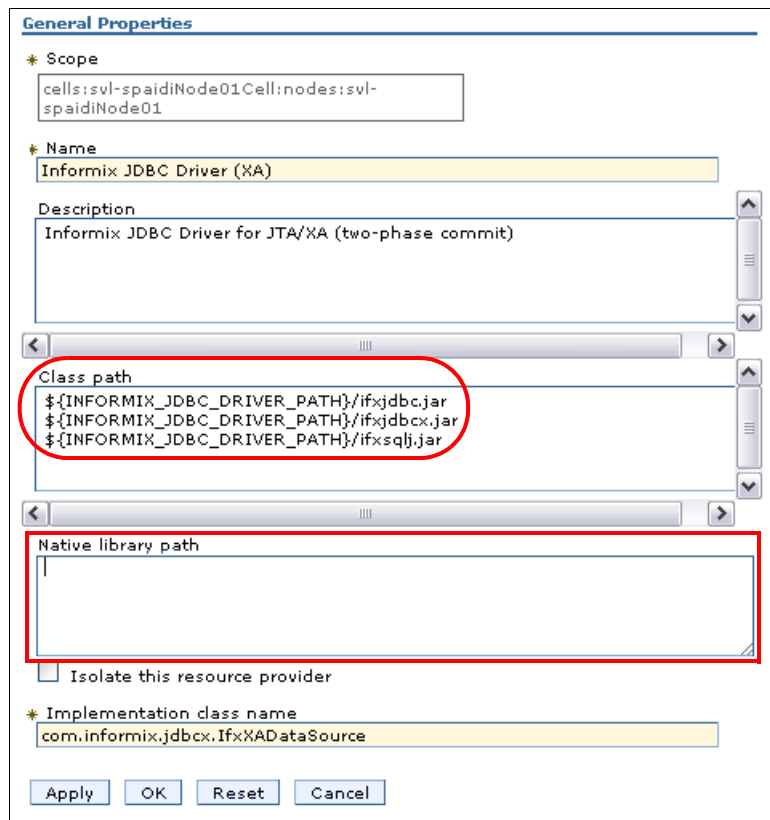 General Properties
* Scope
cells:svl-spaidiNode01Cell:nodes:svl-
spaidiNode01
* Name
Informix JDBC Driver (XA)
Description
Informix JDBC Driver for JTA/XA (two-phase commit)
Class path
${INFORMIX_JDBC_DRIVER_PATH}/ifxjdbc.jar
${INFORMIX_JDBC_DRIVER_PATH}/ifxjdbcx.jar
${INFORMIX_JDBC_DRIVER_PATH}/ifxsqlj.jar
Native library path
Isolate this resource provider
* Implementation class name
com.informix.jdbcx.IfxXADataSource
Apply OK Reset Cancel